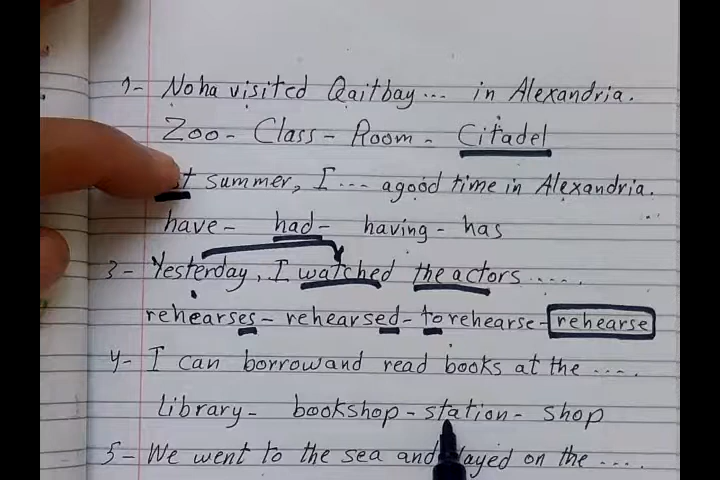 1- Noha visited Qaitbay ... in Alexandria.
Zoo - Class - Room - Citadel
summer, I ... a good time in Alexandria.
have - had - having - has
3- Yesterday, I watched the actors .....
rehearses - rehearsed - to rehearse - rehearse
4- I can borrow and read books at the ....
library - bookshop - station - shop
5- We went to the sea and played on the ....